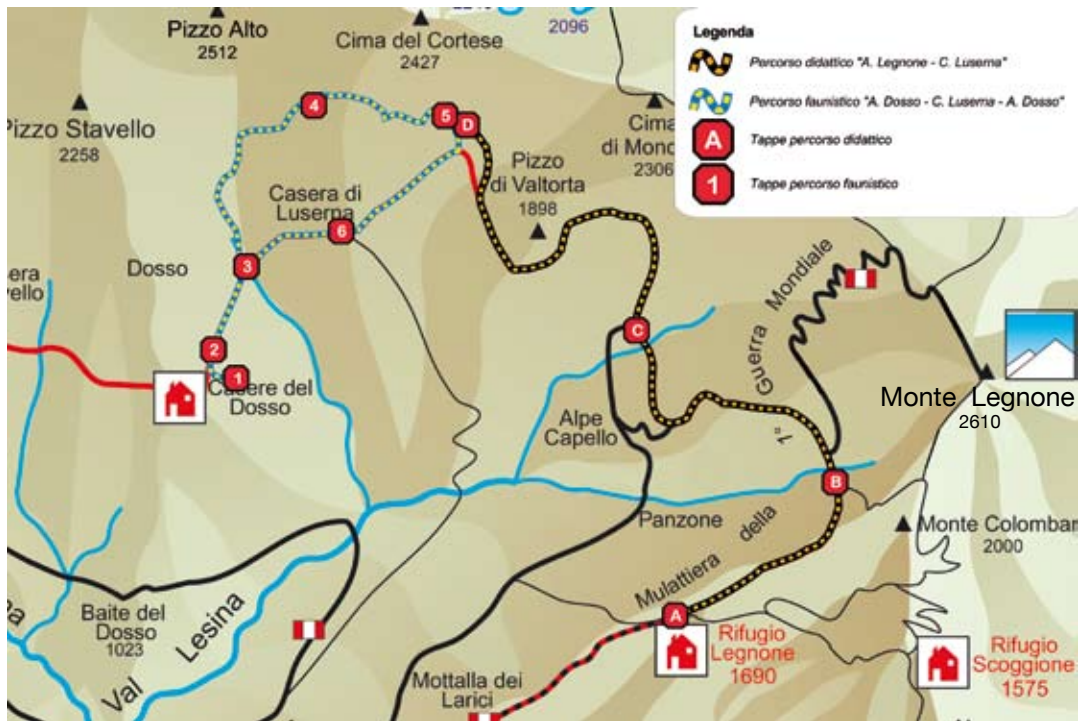 Pizzo Alto
2512
Cima del Cortese
2427
2096
Pizzo Stavello
2258
Legenda
Percorso didattico "A. Legnone - C. Luserna"
Percorso faunistico "A. Dosso - C. Luserna - A. Dosso"
A
Tappe percorso didattico
1
Tappe percorso faunistico
Cima
di Mon
2306
4
5
D
Pizzo
di Valtorta
1898
Casera di
Luserna
6
3
Dosso
era
ello
2
1
Casere del
Dosso
C
Mulattiera della 1ª Guerra Mondiale
Monte Legnone
2610
Alpe
Capello
B
Panzone
Monte Colombar
2000
Baite del
Dosso
1023
Val Lesina
A
Rifugio
Legnone
1690
Rifugio
Scoggione
1575
Mottalla dei
Larici